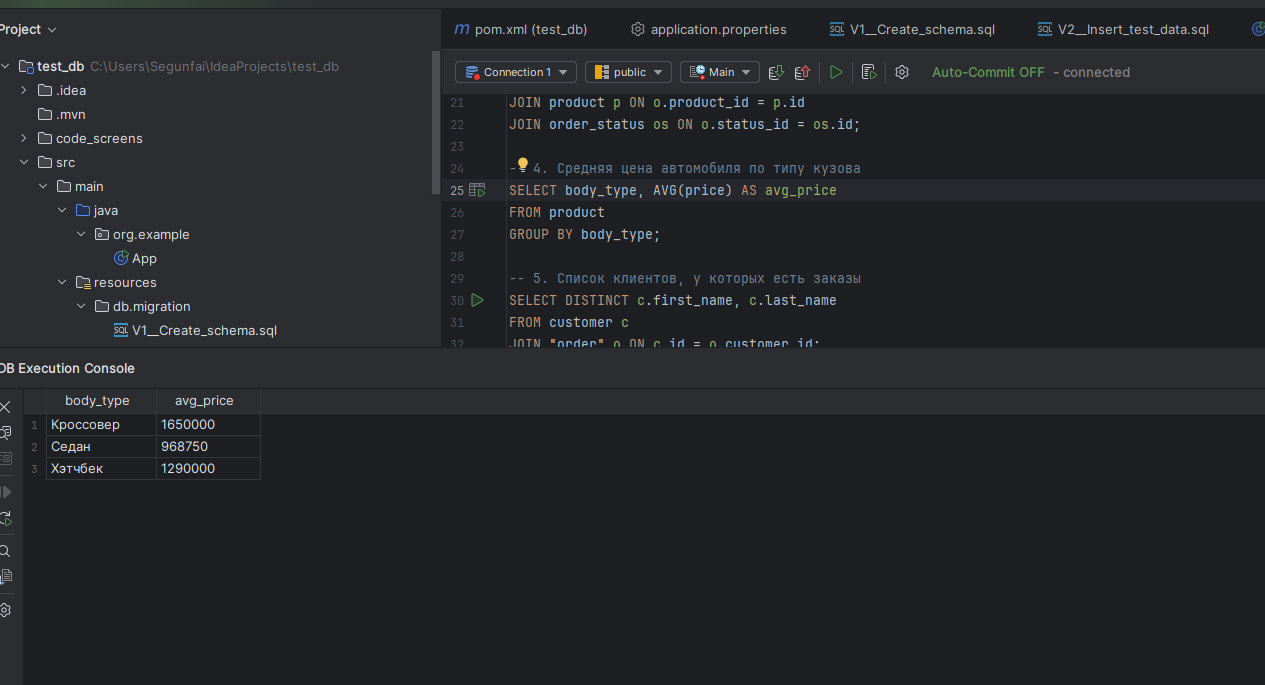 Project
pom.xml (test_db)
application.properties
V1__Create_schema.sql
V2__Insert_test_data.sql
test_db C:\Users\Segunfai\IdeaProjects\test_db
.idea
.mvn
code_screens
src
main
java
org.example
App
resources
db.migration
V1__Create_schema.sql
Connection 1
public
Main
Auto-Commit OFF - connected
21 JOIN product p ON o.product_id = p.id
22 JOIN order_status os ON o.status_id = os.id;
23
24 - 4. Средняя цена автомобиля по типу кузова
25 SELECT body_type, AVG(price) AS avg_price
26 FROM product
27 GROUP BY body_type;
28
29 -- 5. Список клиентов, у которых есть заказы
30 SELECT DISTINCT c.first_name, c.last_name
31 FROM customer c
32 JOIN "order" o ON c.id = o.customer_id;
DB Execution Console
body_type avg_price
1 Кроссовер 1650000
2 Седан 968750
3 Хэтчбек 1290000